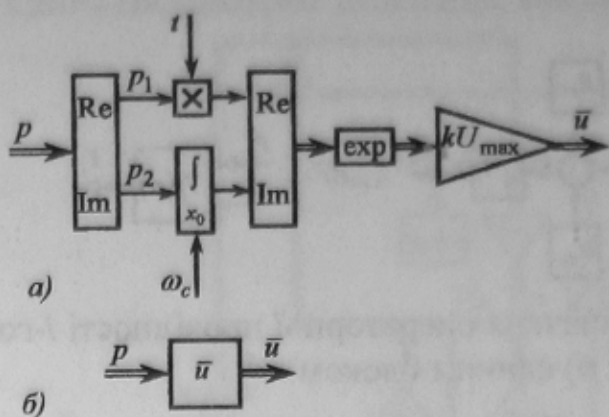 t
Re p₁ × Re
p exp kU_max ū
p₂ ∫
Im x₀ Im
а) ω_c
p ū ū
б)